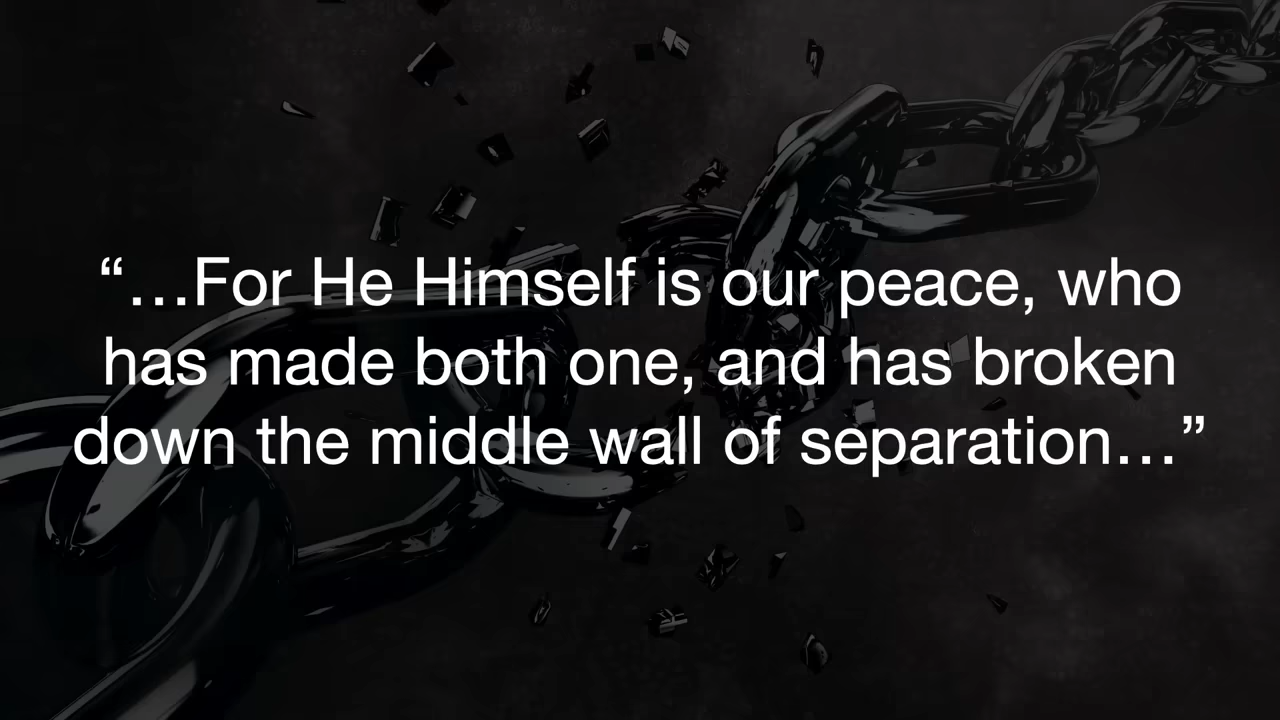 “…For He Himself is our peace, who
has made both one, and has broken
down the middle wall of separation…”